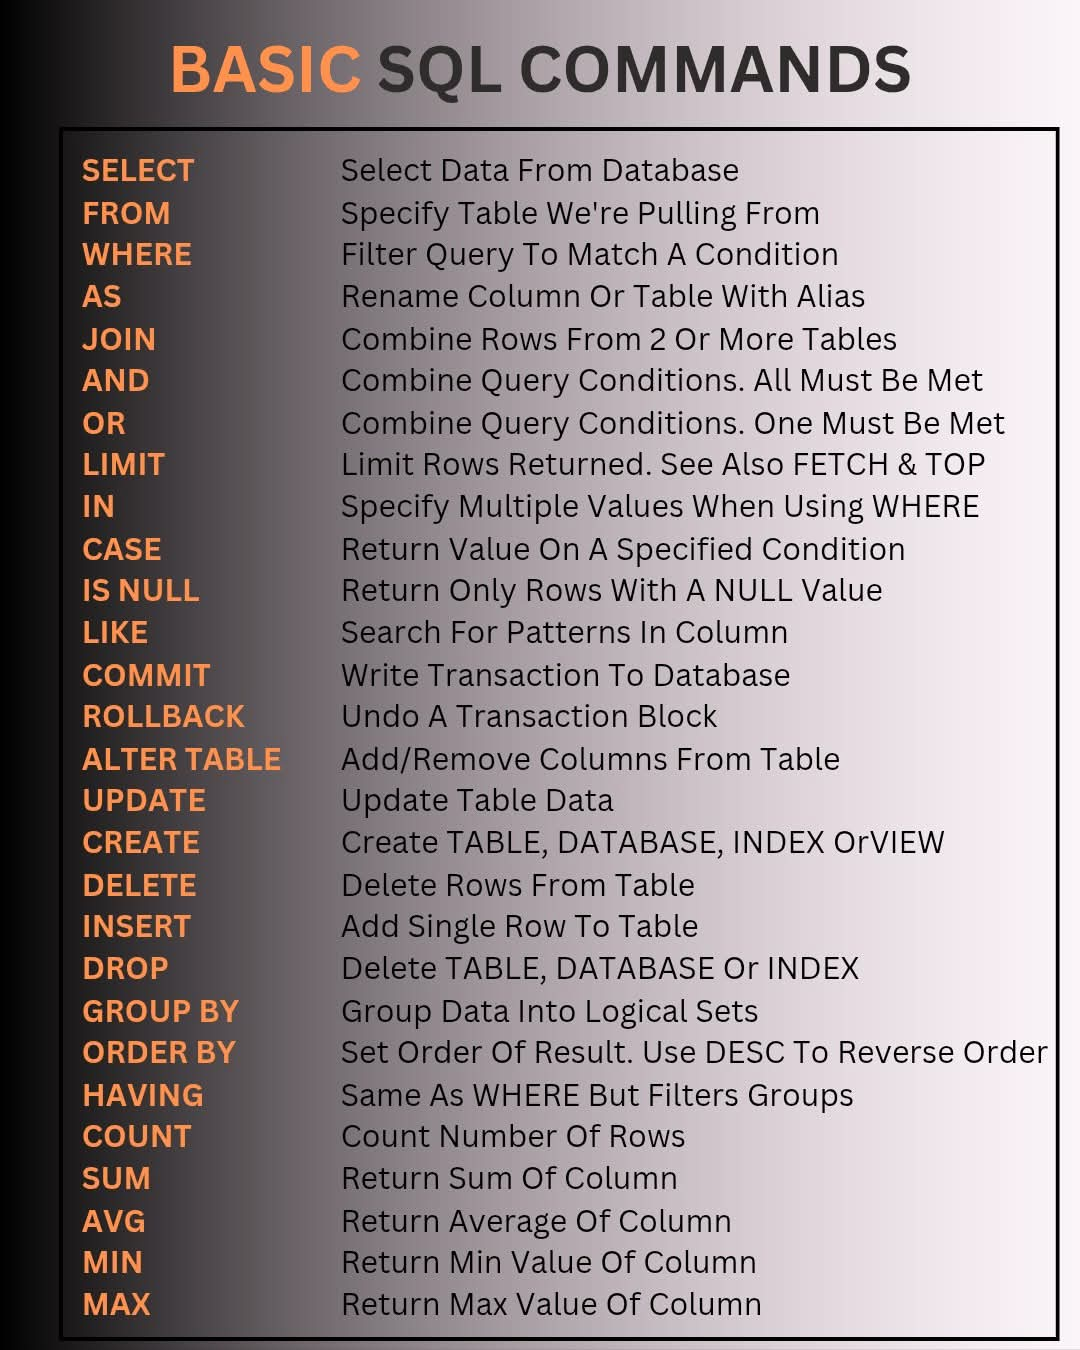 BASIC SQL COMMANDS
SELECT Select Data From Database
FROM Specify Table We're Pulling From
WHERE Filter Query To Match A Condition
AS Rename Column Or Table With Alias
JOIN Combine Rows From 2 Or More Tables
AND Combine Query Conditions. All Must Be Met
OR Combine Query Conditions. One Must Be Met
LIMIT Limit Rows Returned. See Also FETCH & TOP
IN Specify Multiple Values When Using WHERE
CASE Return Value On A Specified Condition
IS NULL Return Only Rows With A NULL Value
LIKE Search For Patterns In Column
COMMIT Write Transaction To Database
ROLLBACK Undo A Transaction Block
ALTER TABLE Add/Remove Columns From Table
UPDATE Update Table Data
CREATE Create TABLE, DATABASE, INDEX OrVIEW
DELETE Delete Rows From Table
INSERT Add Single Row To Table
DROP Delete TABLE, DATABASE Or INDEX
GROUP BY Group Data Into Logical Sets
ORDER BY Set Order Of Result. Use DESC To Reverse Order
HAVING Same As WHERE But Filters Groups
COUNT Count Number Of Rows
SUM Return Sum Of Column
AVG Return Average Of Column
MIN Return Min Value Of Column
MAX Return Max Value Of Column